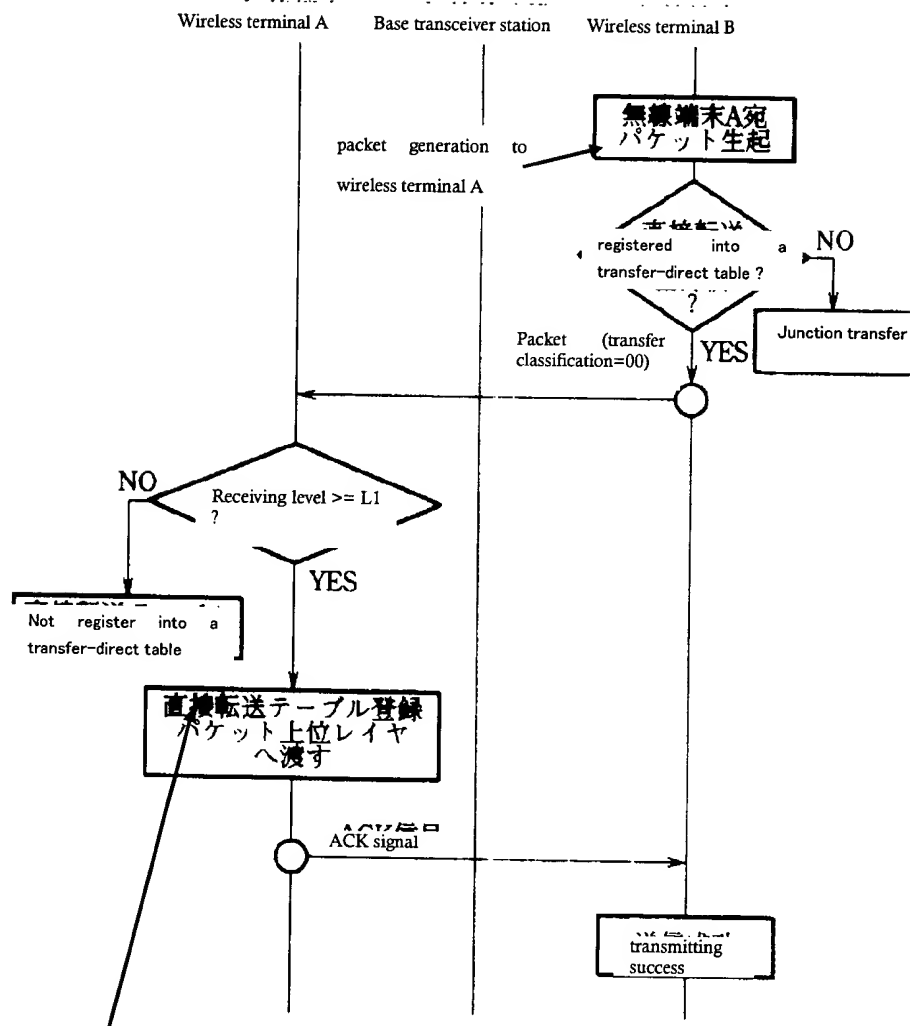 Wireless terminal A Base transceiver station Wireless terminal B
無線端末A宛
パケット生起
packet generation to
wireless terminal A
registered into a
transfer-direct table ?
?
NO
Junction transfer
Packet (transfer
classification=00)
YES
NO
Receiving level >= L1
?
YES
Not register into a
transfer-direct table
直接転送テーブル登録
パケット上位レイヤ
へ渡す
ACK signal
transmitting
success